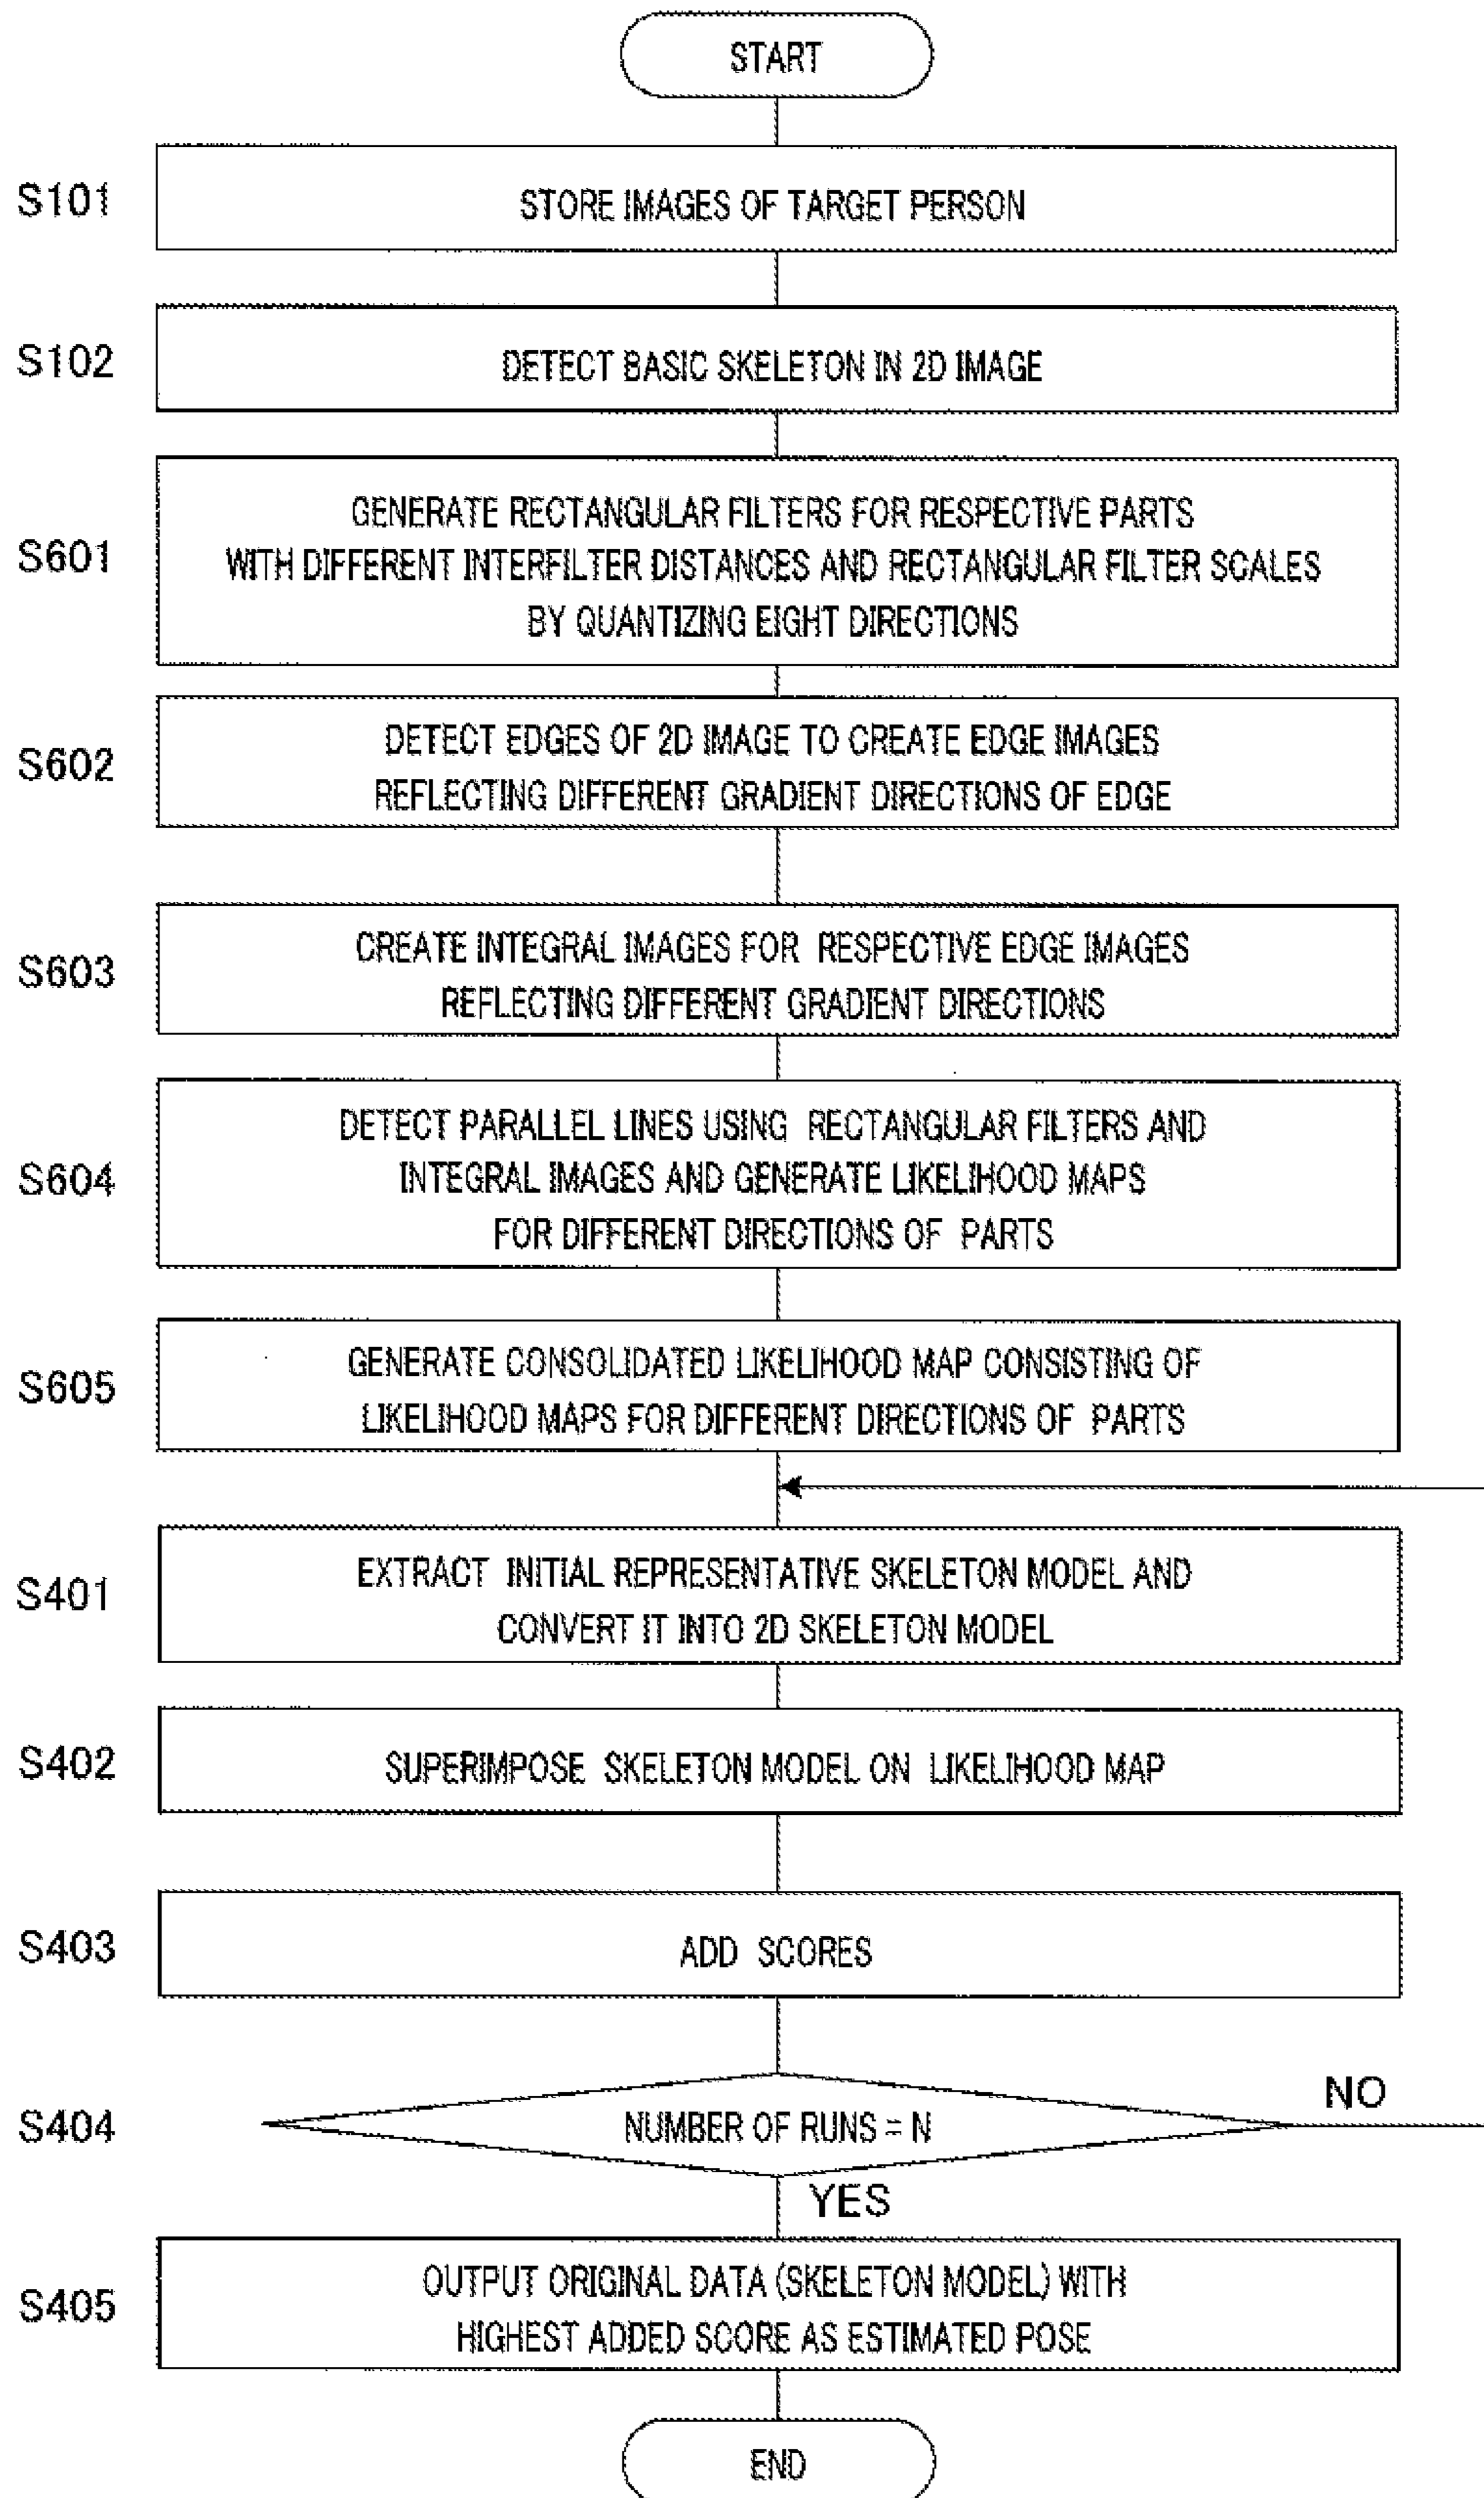 START
S101
STORE IMAGES OF TARGET PERSON
S102
DETECT BASIC SKELETON IN 2D IMAGE
S601
GENERATE RECTANGULAR FILTERS FOR RESPECTIVE PARTS
WITH DIFFERENT INTERFILTER DISTANCES AND RECTANGULAR FILTER SCALES
BY QUANTIZING EIGHT DIRECTIONS
S602
DETECT EDGES OF 2D IMAGE TO CREATE EDGE IMAGES
REFLECTING DIFFERENT GRADIENT DIRECTIONS OF EDGE
S603
CREATE INTEGRAL IMAGES FOR RESPECTIVE EDGE IMAGES
REFLECTING DIFFERENT GRADIENT DIRECTIONS
S604
DETECT PARALLEL LINES USING RECTANGULAR FILTERS AND
INTEGRAL IMAGES AND GENERATE LIKELIHOOD MAPS
FOR DIFFERENT DIRECTIONS OF PARTS
S605
GENERATE CONSOLIDATED LIKELIHOOD MAP CONSISTING OF
LIKELIHOOD MAPS FOR DIFFERENT DIRECTIONS OF PARTS
S401
EXTRACT INITIAL REPRESENTATIVE SKELETON MODEL AND
CONVERT IT INTO 2D SKELETON MODEL
S402
SUPERIMPOSE SKELETON MODEL ON LIKELIHOOD MAP
S403
ADD SCORES
S404
NUMBER OF RUNS = N
NO
YES
S405
OUTPUT ORIGINAL DATA (SKELETON MODEL) WITH
HIGHEST ADDED SCORE AS ESTIMATED POSE
END